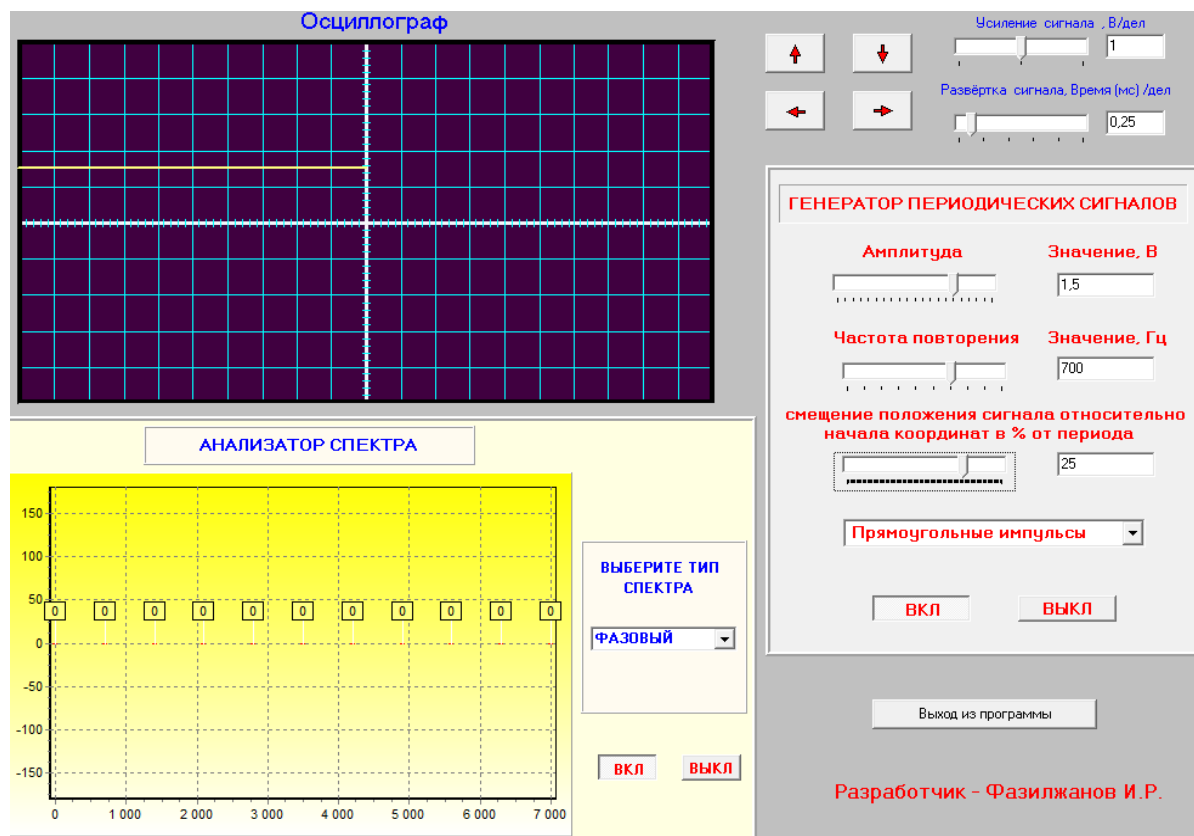 Осциллограф
Усиление сигнала , В/дел
1
Развёртка сигнала, Время (мс) /дел
0,25
ГЕНЕРАТОР ПЕРИОДИЧЕСКИХ СИГНАЛОВ
Амплитуда
Значение, В
1,5
Частота повторения
Значение, Гц
700
смещение положения сигнала относительно
начала координат в % от периода
25
Прямоугольные импульсы
ВКЛ
ВЫКЛ
Выход из программы
Разработчик - Фазилжанов И.Р.
АНАЛИЗАТОР СПЕКТРА
150
100
50
0
-50
-100
-150
0 0 0 0 0 0 0 0 0 0 0
0 1 000 2 000 3 000 4 000 5 000 6 000 7 000
ВЫБЕРИТЕ ТИП
СПЕКТРА
ФАЗОВЫЙ
ВКЛ
ВЫКЛ